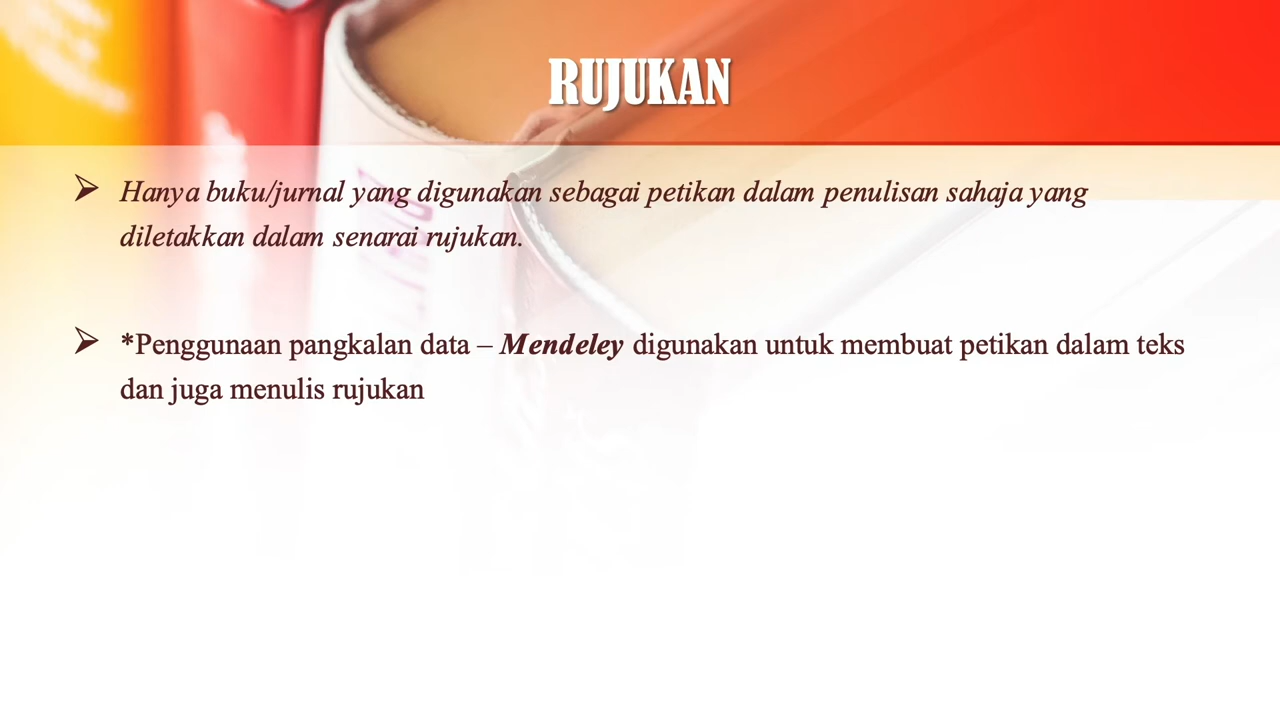 RUJUKAN
➢ Hanya buku/jurnal yang digunakan sebagai petikan dalam penulisan sahaja yang
diletakkan dalam senarai rujukan.
➢ *Penggunaan pangkalan data – Mendeley digunakan untuk membuat petikan dalam teks
dan juga menulis rujukan